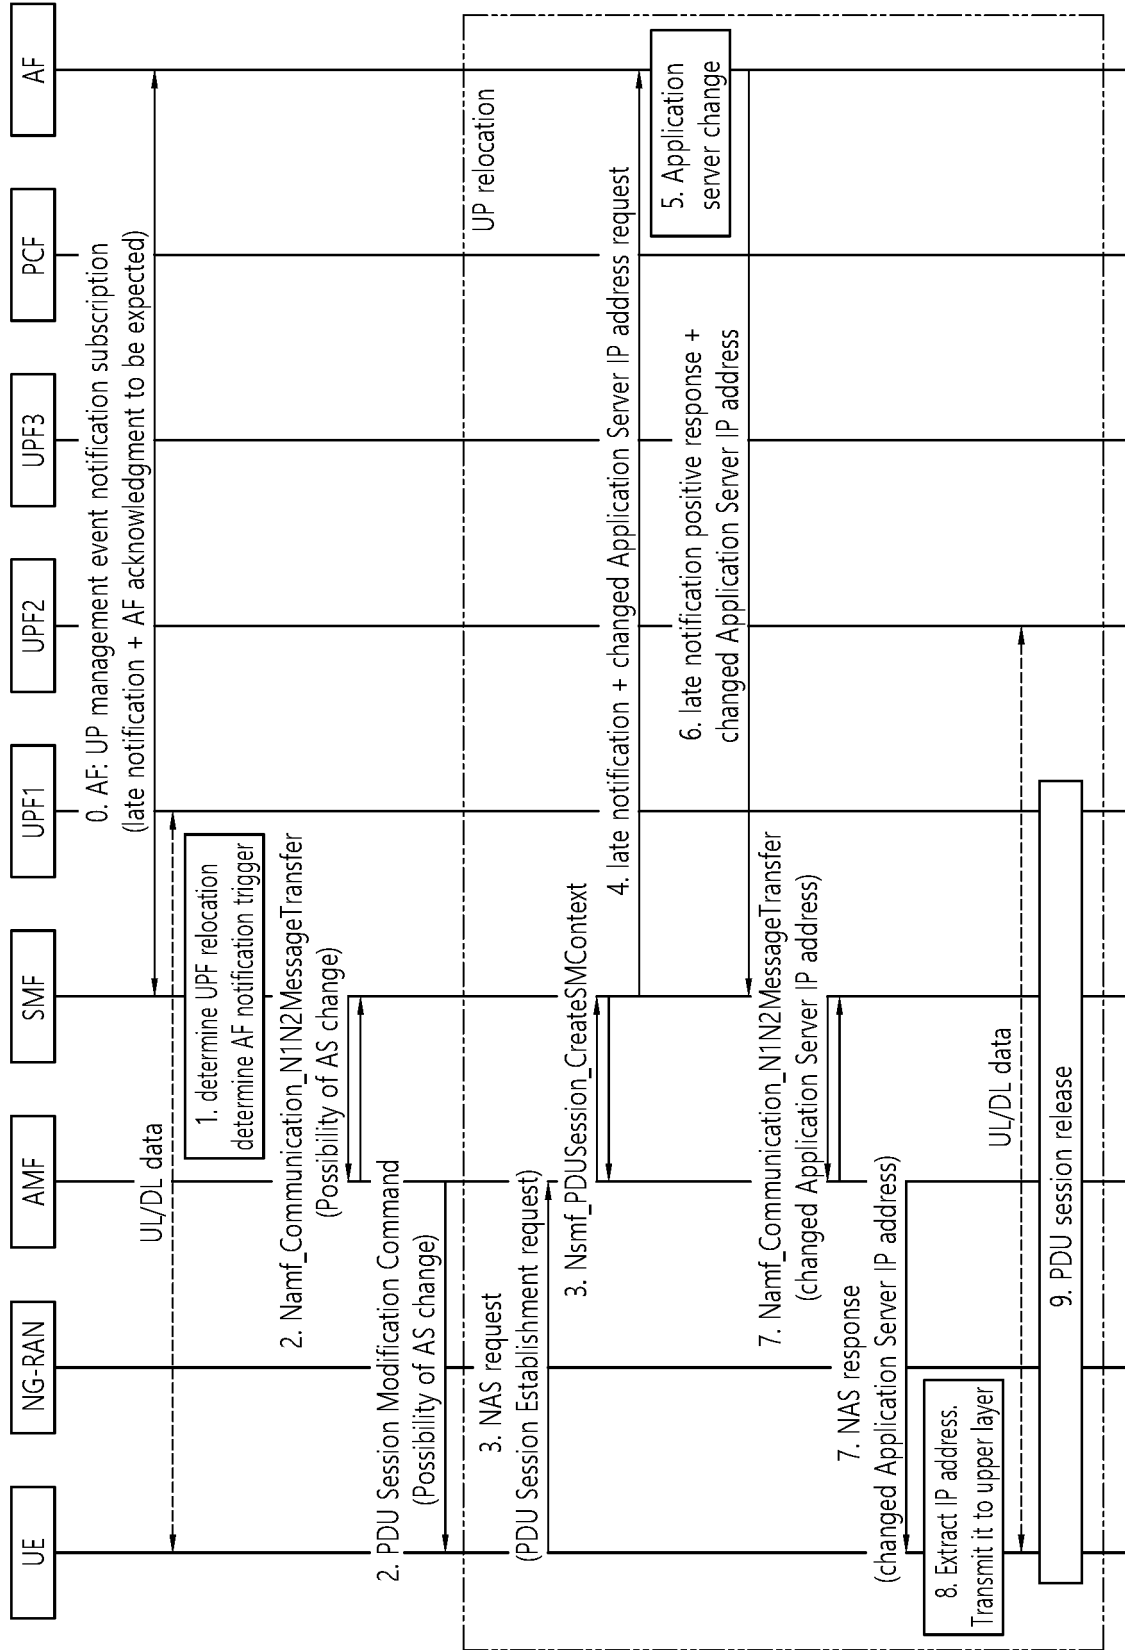 UE
NG-RAN
AMF
SMF
UPF1
UPF2
UPF3
PCF
AF
0. AF: UP management event notification subscription
(late notification + AF acknowledgment to be expected)
UL/DL data
1. determine UPF relocation
determine AF notification trigger
2. Namf_Communication_N1N2MessageTransfer
(Possibility of AS change)
2. PDU Session Modification Command
(Possibility of AS change)
UP relocation
3. NAS request
(PDU Session Establishment request)
3. Nsmf_PDUSession_CreateSMContext
4. late notification + changed Application Server IP address request
5. Application
server change
6. late notification positive response +
changed Application Server IP address
7. Namf_Communication_N1N2MessageTransfer
(changed Application Server IP address)
7. NAS response
(changed Application Server IP address)
8. Extract IP address.
Transmit it to upper layer
UL/DL data
9. PDU session release